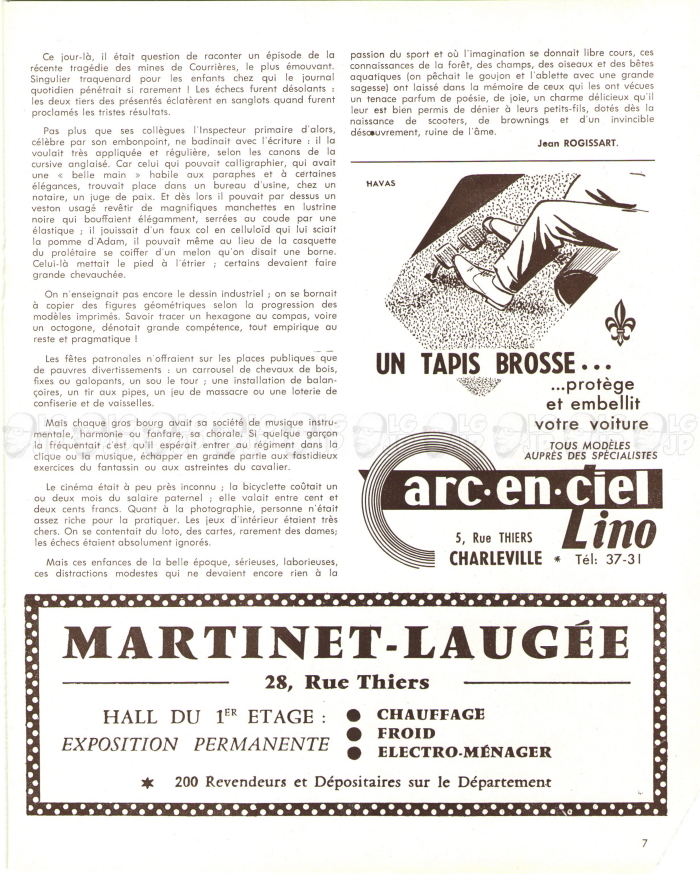 Ce jour-là, il était question de raconter un épisode de la
récente tragédie des mines de Courrières, le plus émouvant.
Singulier traquenard pour les enfants chez qui le journal
quotidien pénétrait si rarement ! Les échecs furent désolants :
les deux tiers des présentés éclatèrent en sanglots quand furent
proclamés les tristes résultats.
Pas plus que ses collègues l'Inspecteur primaire d'alors,
célèbre par son embonpoint, ne badinait avec l'écriture : il la
voulait très appliquée et régulière, selon les canons de la
cursive anglaise. Car celui qui pouvait calligraphier, qui avait
une « belle main » habile aux paraphes et à certaines
élégances, trouvait place dans un bureau d'usine, chez un
notaire, un juge de paix. Et dès lors il pouvait par dessus un
veston usagé revêtir de magnifiques manchettes en lustrine
noire qui bouffaient élégamment, serrées au coude par une
élastique ; il jouissait d'un faux col en celluloïd qui lui sciait
la pomme d'Adam, il pouvait même au lieu de la casquette
du prolétaire se coiffer d'un melon qu'on disait une borne.
Celui-là mettait le pied à l'étrier ; certains devaient faire
grande chevauchée.
On n'enseignait pas encore le dessin industriel ; on se bornait
à copier des figures géométriques selon la progression des
modèles imprimés. Savoir tracer un hexagone au compas, voire
un octogone, dénotait grande compétence, tout empirique au
reste et pragmatique !
Les fêtes patronales n'offraient sur les places publiques que
de pauvres divertissements : un carrousel de chevaux de bois,
fixes ou galopants, un sou le tour ; une installation de balan-
çoires, un tir aux pipes, un jeu de massacre ou une loterie de
confiserie et de vaisselles.
Mais chaque gros bourg avait sa société de musique instru-
mentale, harmonie ou fanfare, sa chorale. Si quelque garçon
la fréquentait c'est qu'il espérait entrer au régiment dans la
clique ou la musique, échapper en grande partie aux fastidieux
exercices du fantassin ou aux astreintes du cavalier.
Le cinéma était à peu près inconnu ; la bicyclette coûtait un
ou deux mois du salaire paternel ; elle valait entre cent et
deux cents francs. Quant à la photographie, personne n'était
assez riche pour la pratiquer. Les jeux d'intérieur étaient très
chers. On se contentait du loto, des cartes, rarement des dames;
les échecs étaient absolument ignorés.
Mais ces enfances de la belle époque, sérieuses, laborieuses,
ces distractions modestes qui ne devaient encore rien à la
passion du sport et où l'imagination se donnait libre cours, ces
connaissances de la forêt, des champs, des oiseaux et des bêtes
aquatiques (on pêchait le goujon et l'ablette avec une grande
sagesse) ont laissé dans la mémoire de ceux qui les ont vécues
un tenace parfum de poésie, de joie, un charme délicieux qu'il
leur est bien permis de dénier à leurs petits-fils, dotés dès la
naissance de scooters, de brownings et d'un invincible
désœuvrement, ruine de l'âme.
Jean ROGISSART.
HAVAS
UN TAPIS BROSSE...
...protège
et embellit
votre voiture
TOUS MODÈLES
AUPRÈS DES SPÉCIALISTES
arc-en-ciel
Lino
5, Rue THIERS
CHARLEVILLE * Tél: 37-31
MARTINET-LAUGÉE
28, Rue Thiers
HALL DU 1ER ETAGE :
EXPOSITION PERMANENTE
● CHAUFFAGE
● FROID
● ELECTRO-MÉNAGER
* 200 Revendeurs et Dépositaires sur le Département
7